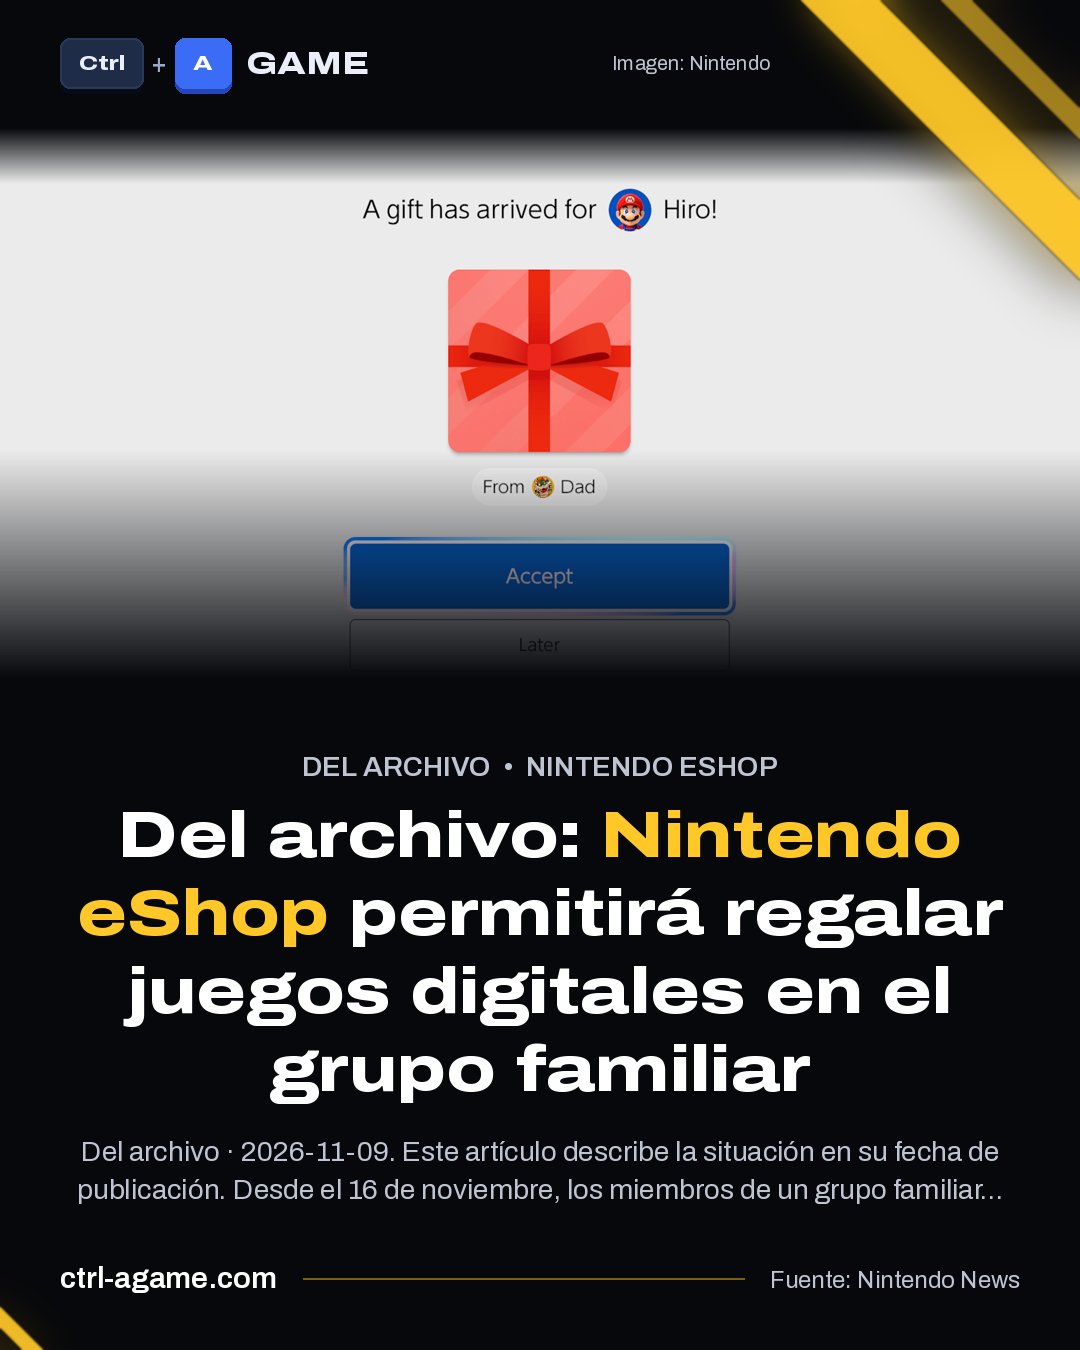 Ctrl + A GAME
Imagen: Nintendo
A gift has arrived for Hiro!
From Dad
Accept
Later
DEL ARCHIVO • NINTENDO ESHOP
Del archivo: Nintendo
eShop permitirá regalar
juegos digitales en el
grupo familiar
Del archivo · 2026-11-09. Este artículo describe la situación en su fecha de
publicación. Desde el 16 de noviembre, los miembros de un grupo familiar...
ctrl-agame.com
Fuente: Nintendo News